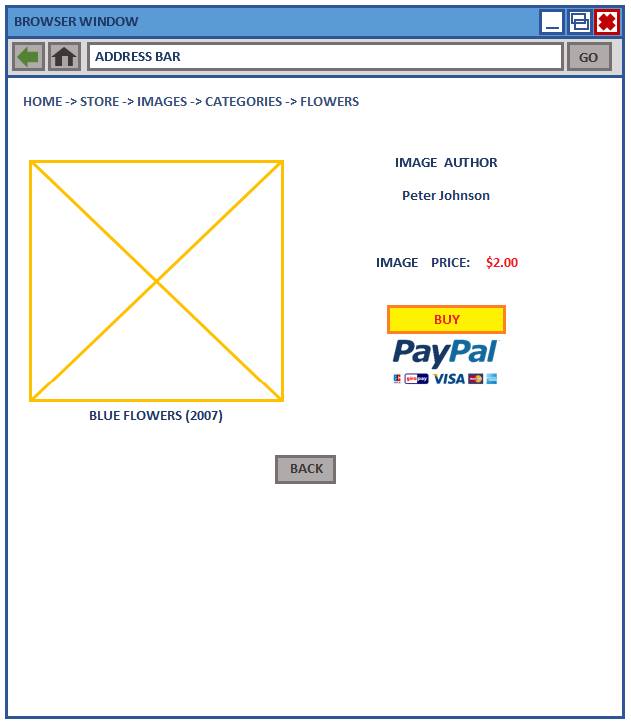 BROWSER WINDOW
ADDRESS BAR
GO
HOME -> STORE -> IMAGES -> CATEGORIES -> FLOWERS
IMAGE AUTHOR
Peter Johnson
IMAGE PRICE: $2.00
BUY
PayPal
giropay VISA
BLUE FLOWERS (2007)
BACK